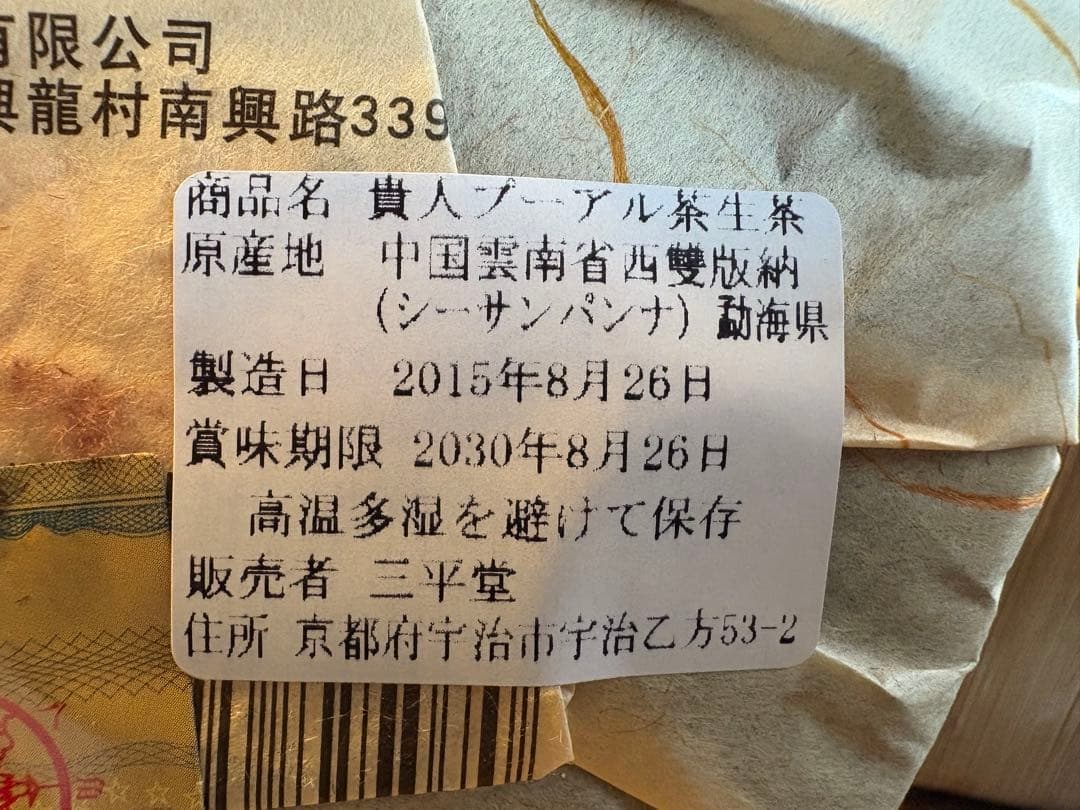 有限公司
興龍村南興路339
商品名 貴人プーアル茶生茶
原産地 中国雲南省西雙版納
(シーサンパンナ) 勐海県
製造日 2015年8月26日
賞味期限 2030年8月26日
高温多湿を避けて保存
販売者 三平堂
住所 京都府宇治市宇治乙方53-2